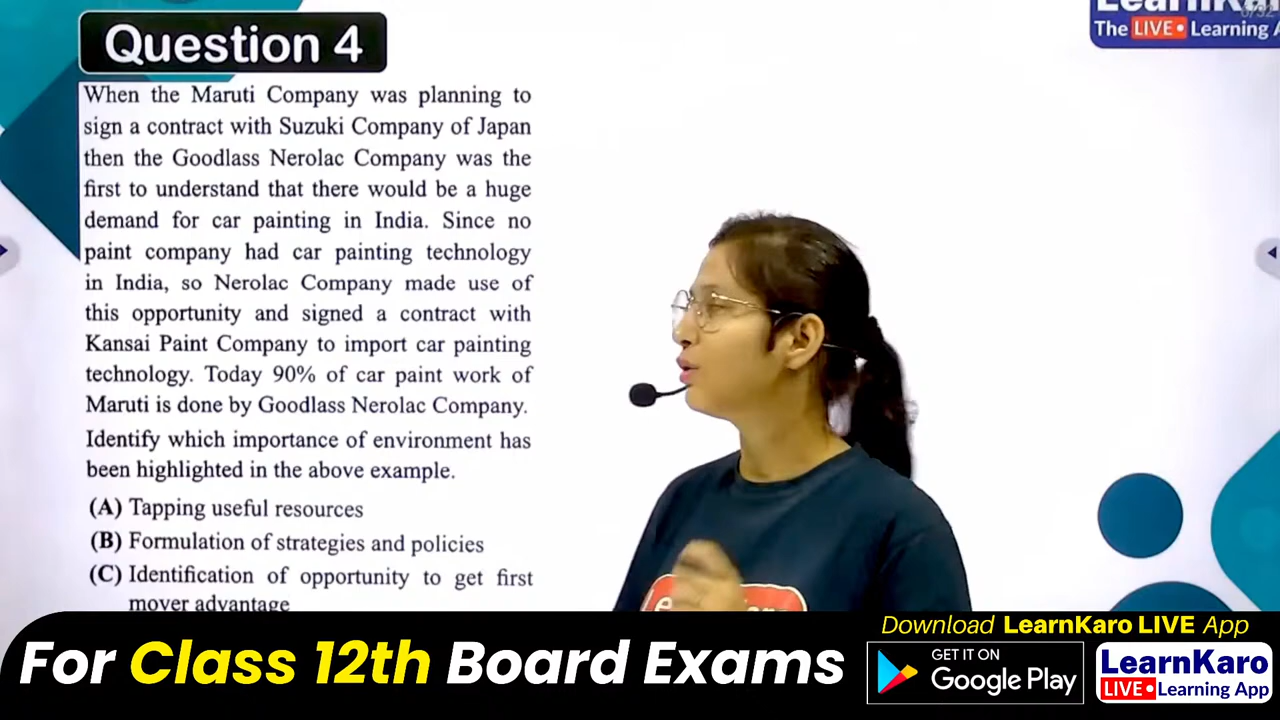 LearnKaro
The LIVE Learning
Question 4
When the Maruti Company was planning to
sign a contract with Suzuki Company of Japan
then the Goodlass Nerolac Company was the
first to understand that there would be a huge
demand for car painting in India. Since no
paint company had car painting technology
in India, so Nerolac Company made use of
this opportunity and signed a contract with
Kansai Paint Company to import car painting
technology. Today 90% of car paint work of
Maruti is done by Goodlass Nerolac Company.
Identify which importance of environment has
been highlighted in the above example.
(A) Tapping useful resources
(B) Formulation of strategies and policies
(C) Identification of opportunity to get first
mover advantage
For Class 12th Board Exams
Download LearnKaro LIVE App
GET IT ON
Google Play
LearnKaro
LIVE Learning App